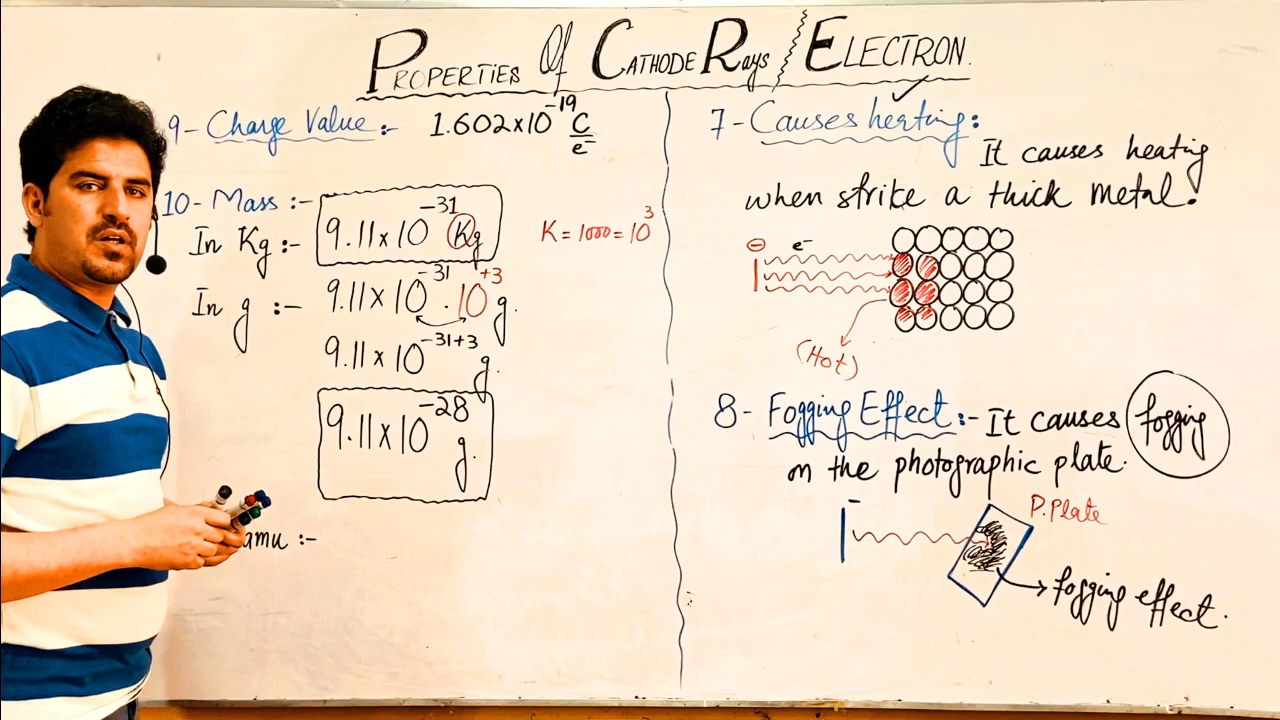 PROPERTIES Of CATHODE RAys / ELECTRON.
9- Charge Value:- 1.602x10⁻¹⁹ C/e⁻
10- Mass :-
In Kg :- 9.11x10⁻³¹ Kg K = 1000 = 10³
In g :- 9.11x10⁻³¹ . 10⁺³ g.
9.11x10⁻³¹⁺³ g.
9.11x10⁻²⁸ g.
amu :-
7- Causes heating:
It causes heating
when strike a thick metal.
⊖ e⁻
(Hot)
8- Fogging Effect:- It causes fogging
on the photographic plate.
P.Plate
fogging effect.